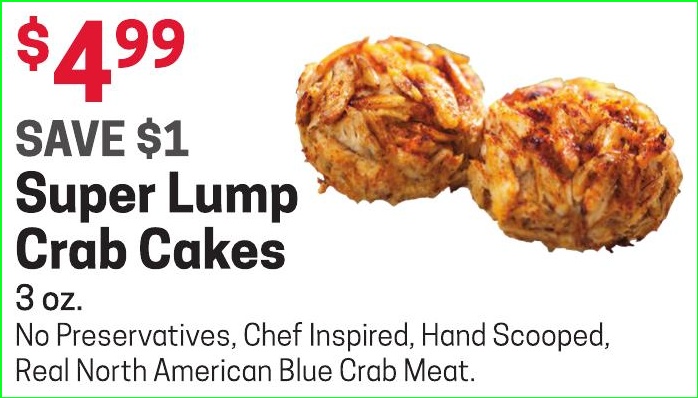 $4.99
SAVE $1
Super Lump
Crab Cakes
3 oz.
No Preservatives, Chef Inspired, Hand Scooped,
Real North American Blue Crab Meat.